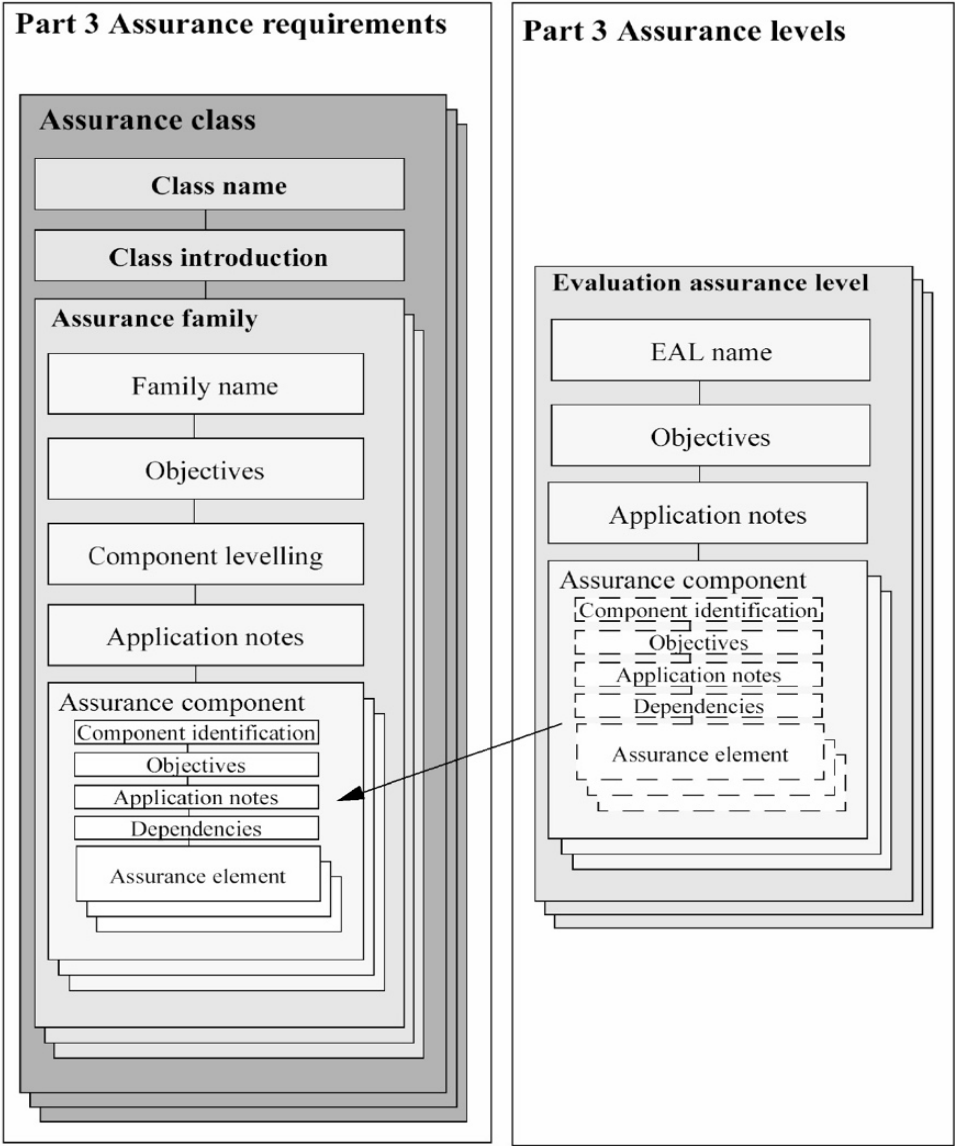 Part 3 Assurance requirements
Assurance class
Class name
Class introduction
Assurance family
Family name
Objectives
Component levelling
Application notes
Assurance component
Component identification
Objectives
Application notes
Dependencies
Assurance element
Part 3 Assurance levels
Evaluation assurance level
EAL name
Objectives
Application notes
Assurance component
Component identification
Objectives
Application notes
Dependencies
Assurance element